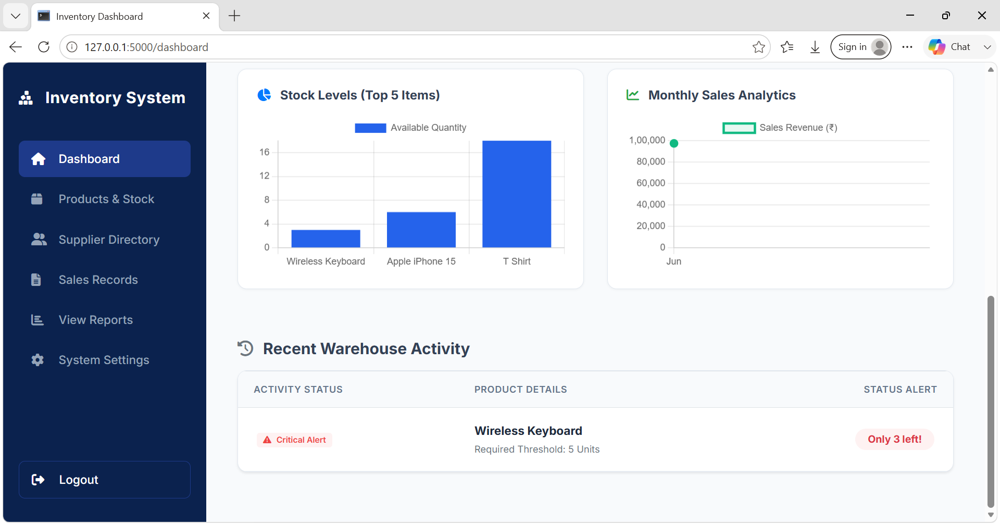 Inventory Dashboard
127.0.0.1:5000/dashboard
Sign in
Chat
Inventory System
Dashboard
Products & Stock
Supplier Directory
Sales Records
View Reports
System Settings
Logout
Stock Levels (Top 5 Items)
Available Quantity
16
12
8
4
0
Wireless Keyboard Apple iPhone 15 T Shirt
Monthly Sales Analytics
Sales Revenue (₹)
1,00,000
80,000
60,000
40,000
20,000
0
Jun
Recent Warehouse Activity
ACTIVITY STATUS PRODUCT DETAILS STATUS ALERT
Critical Alert
Wireless Keyboard
Required Threshold: 5 Units
Only 3 left!